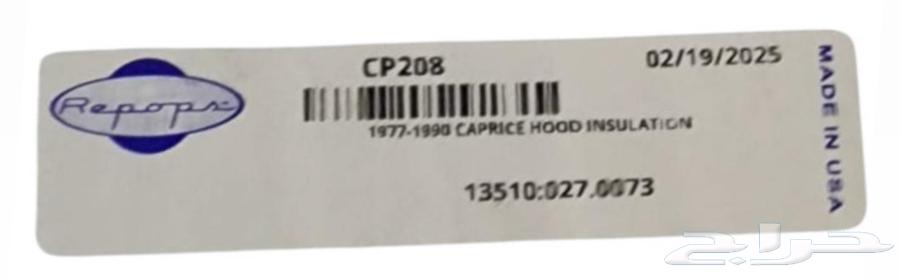 Repops
CP208
02/19/2025
1977-1990 CAPRICE HOOD INSULATION
13510:027.0073
MADE IN USA
حراج